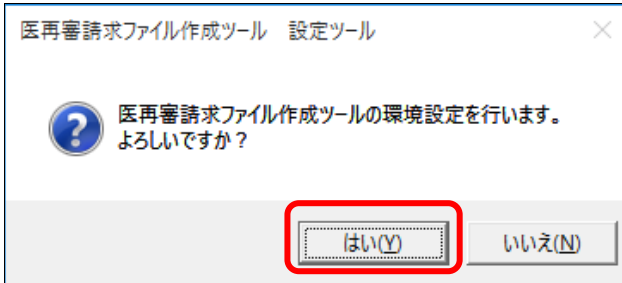 医再審請求ファイル作成ツール　設定ツール
医再審請求ファイル作成ツールの環境設定を行います。
よろしいですか？
はい(Y)
いいえ(N)